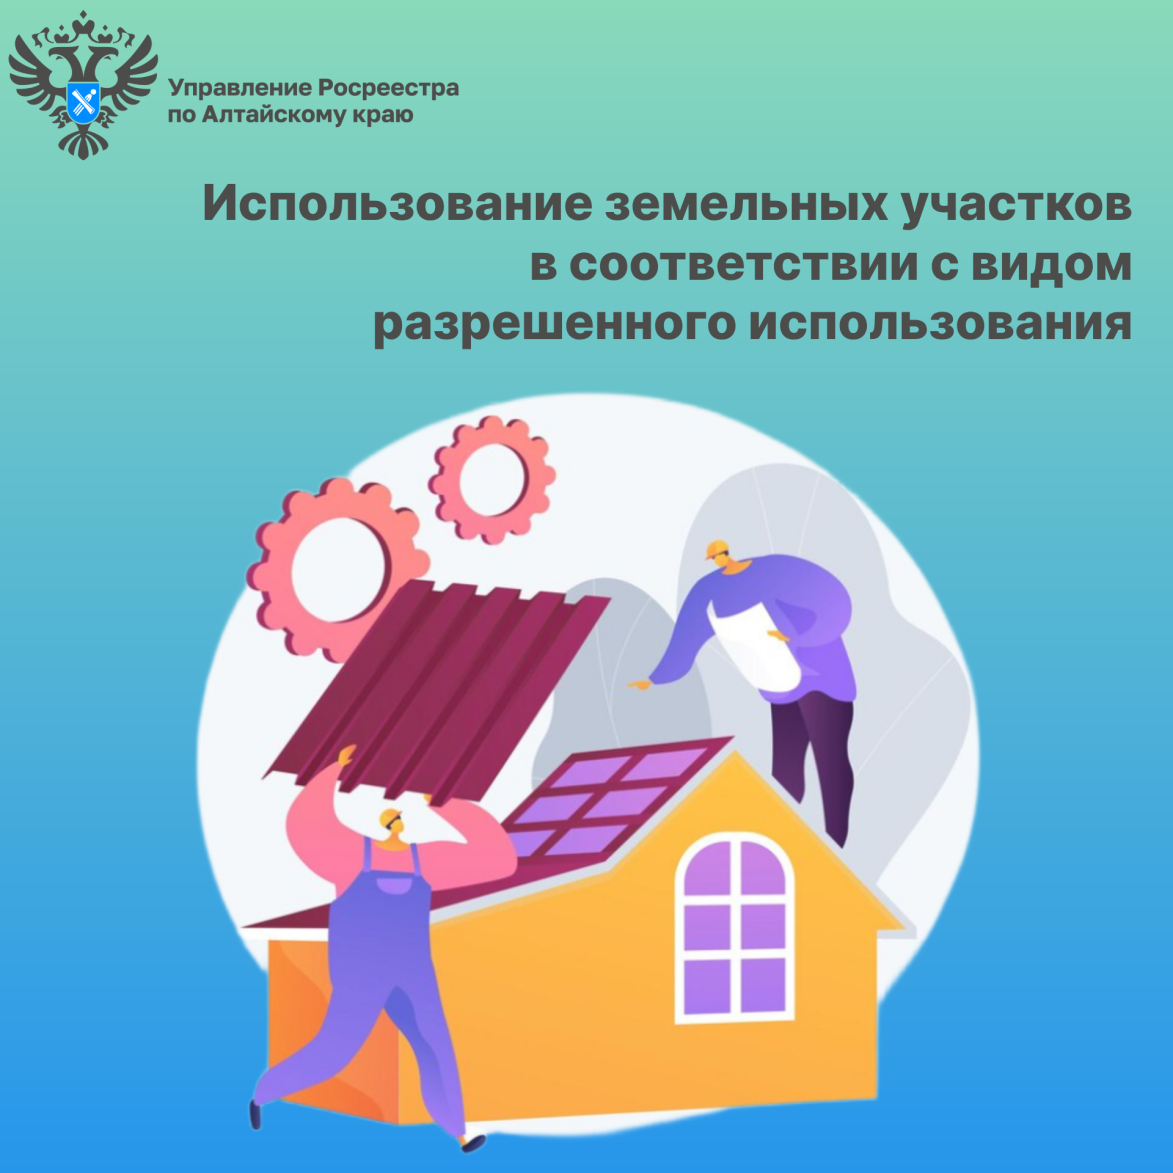 Управление Росреестра
по Алтайскому краю
Использование земельных участков
в соответствии с видом
разрешенного использования